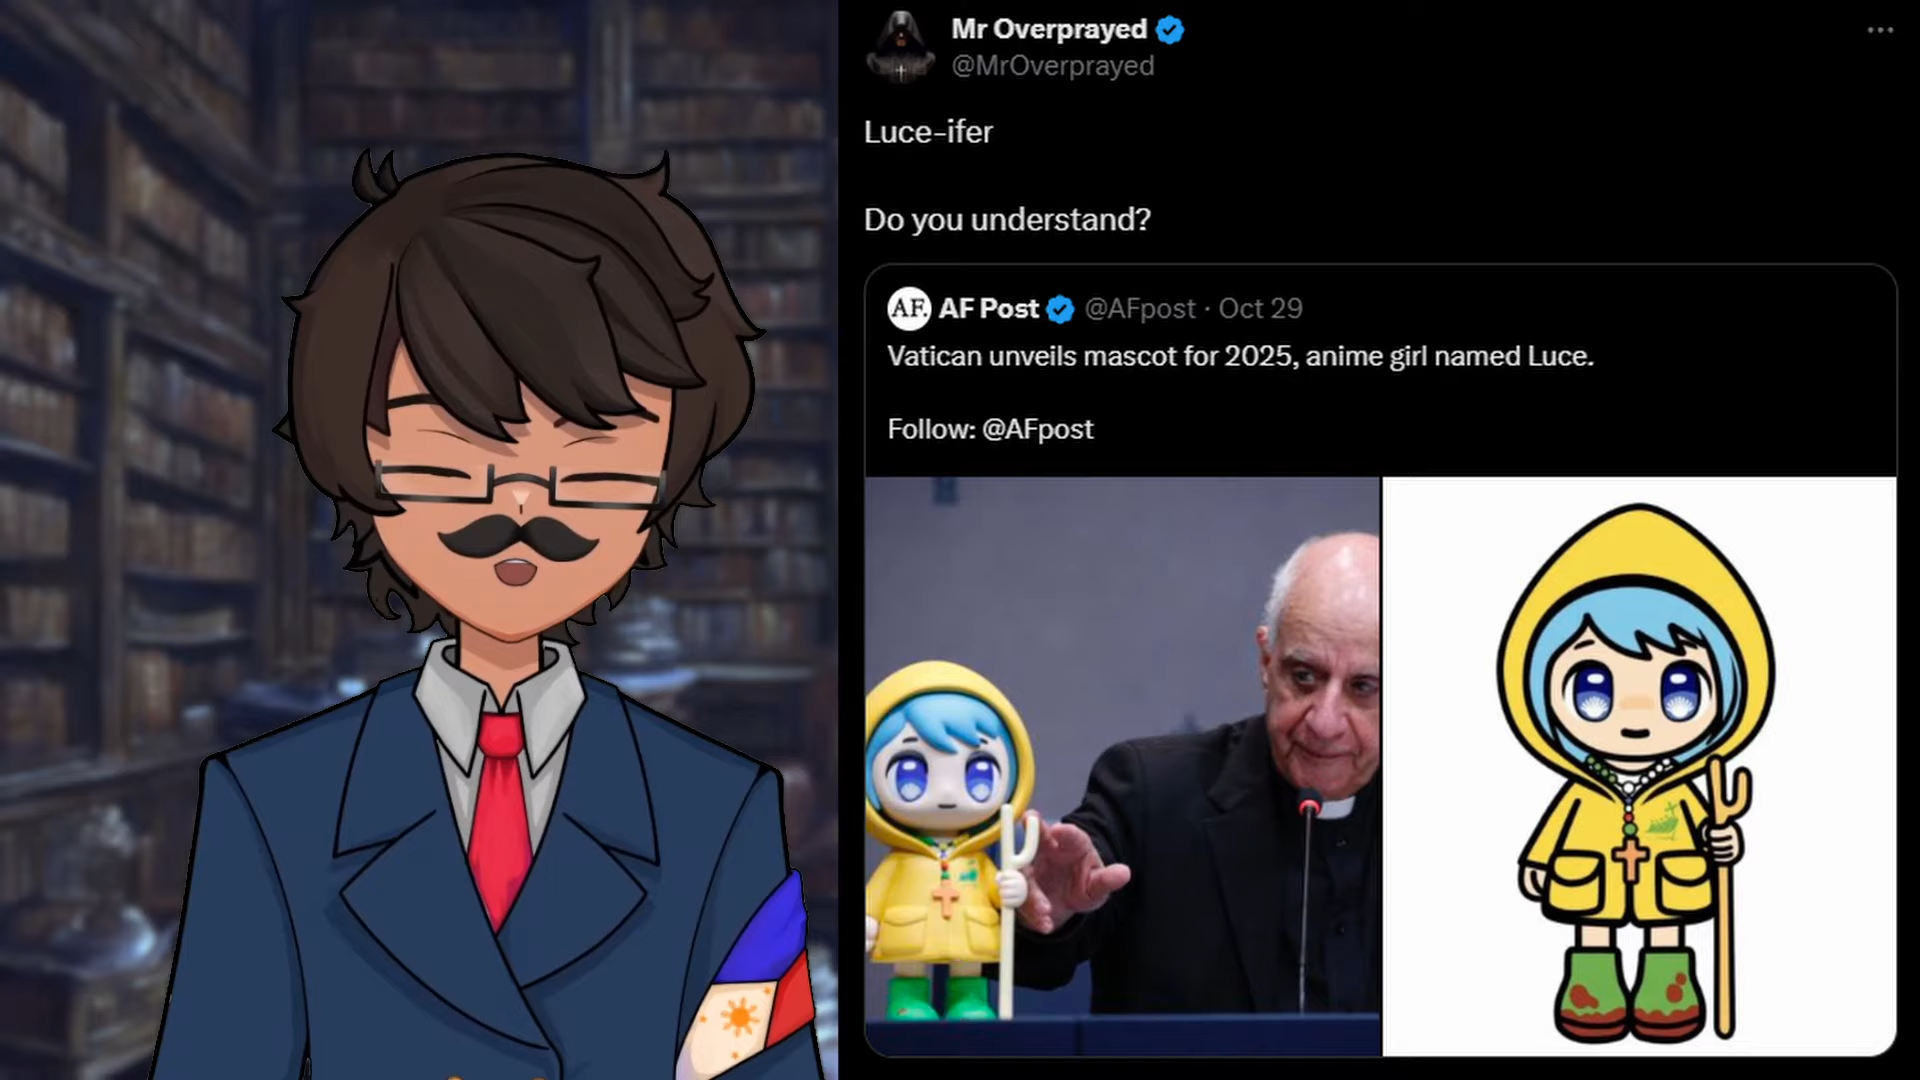 Mr Overprayed
@MrOverprayed
Luce-ifer
Do you understand?
AF.
AF Post @AFpost · Oct 29
Vatican unveils mascot for 2025, anime girl named Luce.
Follow: @AFpost